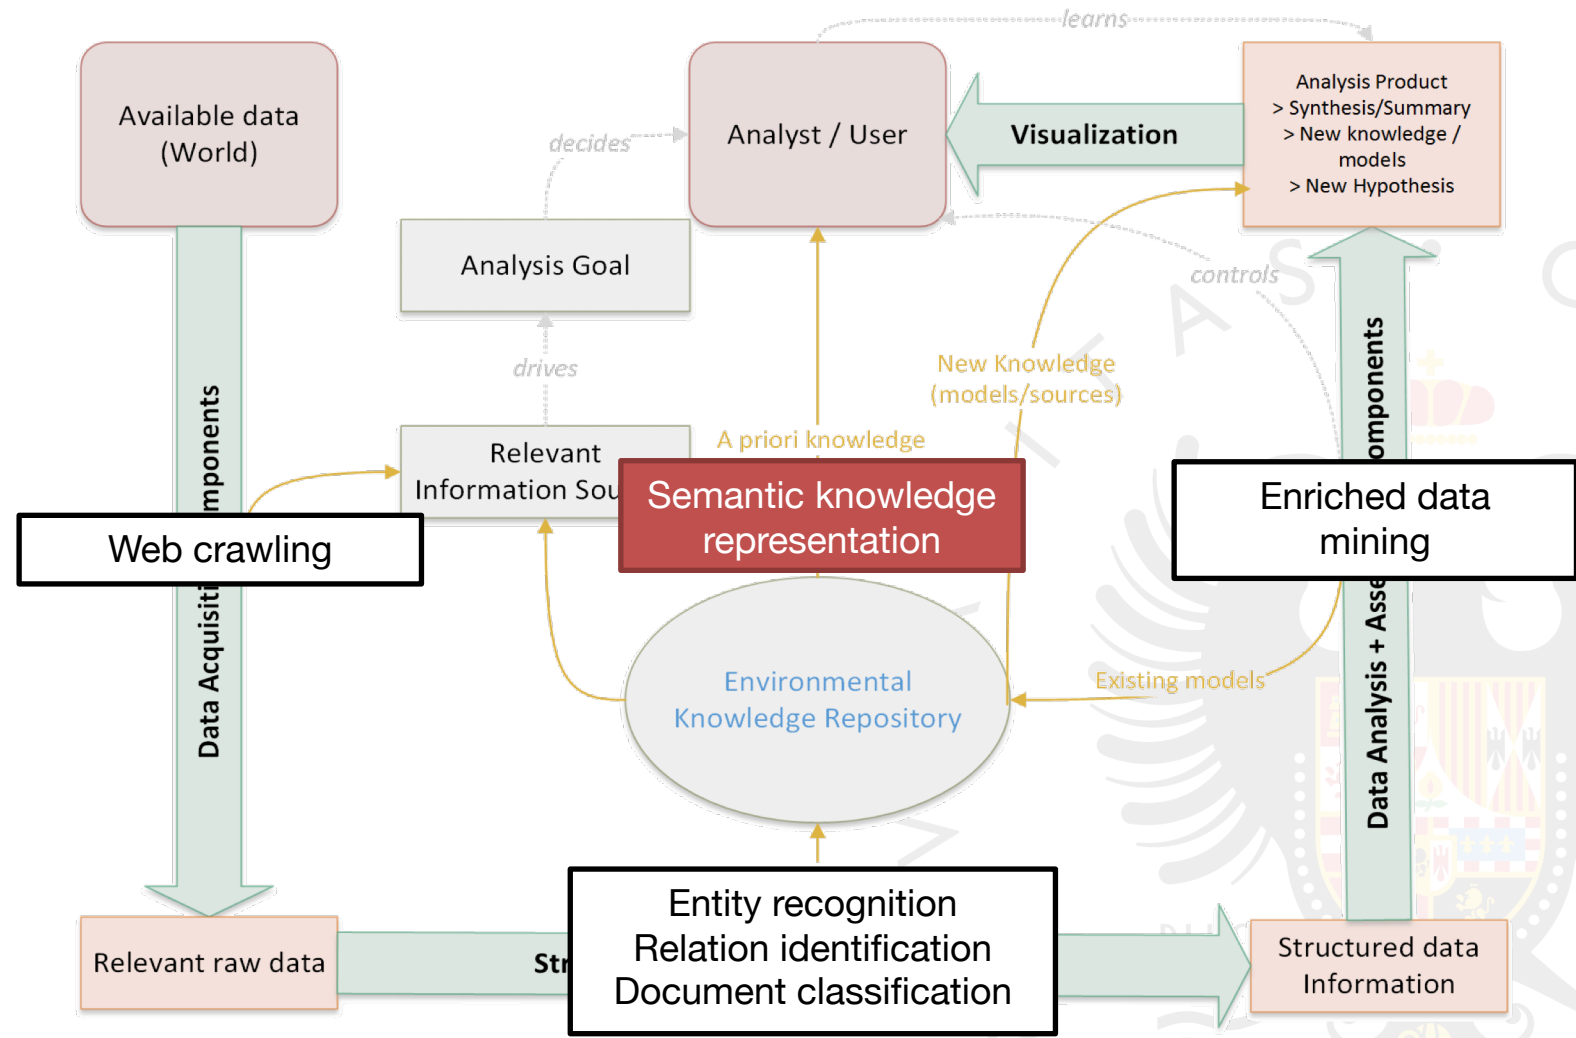 learns
Available data
(World)
decides
Analyst / User
Visualization
Analysis Product
> Synthesis/Summary
> New knowledge /
models
> New Hypothesis
Analysis Goal
controls
drives
New Knowledge
(models/sources)
A priori knowledge
Relevant
Information Sou
Semantic knowledge
representation
Enriched data
mining
Web crawling
Data Acquisiti
mponents
Data Analysis + Asse
omponents
Environmental
Knowledge Repository
Existing models
Entity recognition
Relation identification
Document classification
Relevant raw data
Str
Structured data
Information